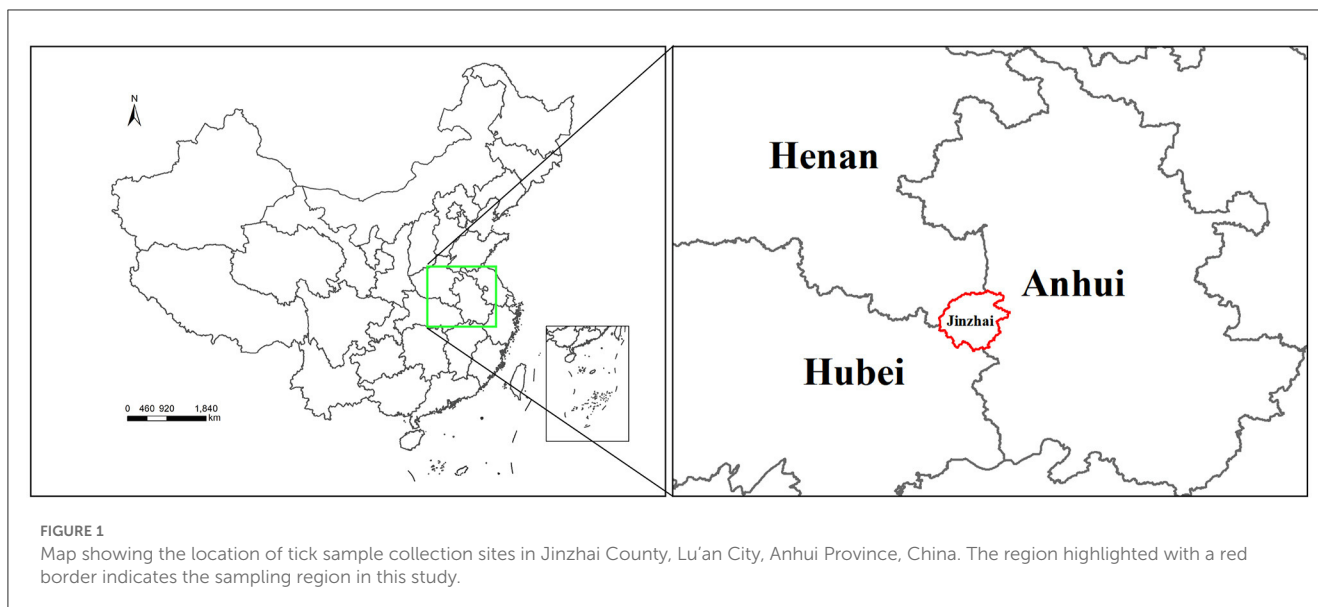 N
0 460 920 1,840
km
Henan
Anhui
Jinzhai
Hubei
FIGURE 1
Map showing the location of tick sample collection sites in Jinzhai County, Lu'an City, Anhui Province, China. The region highlighted with a red
border indicates the sampling region in this study.